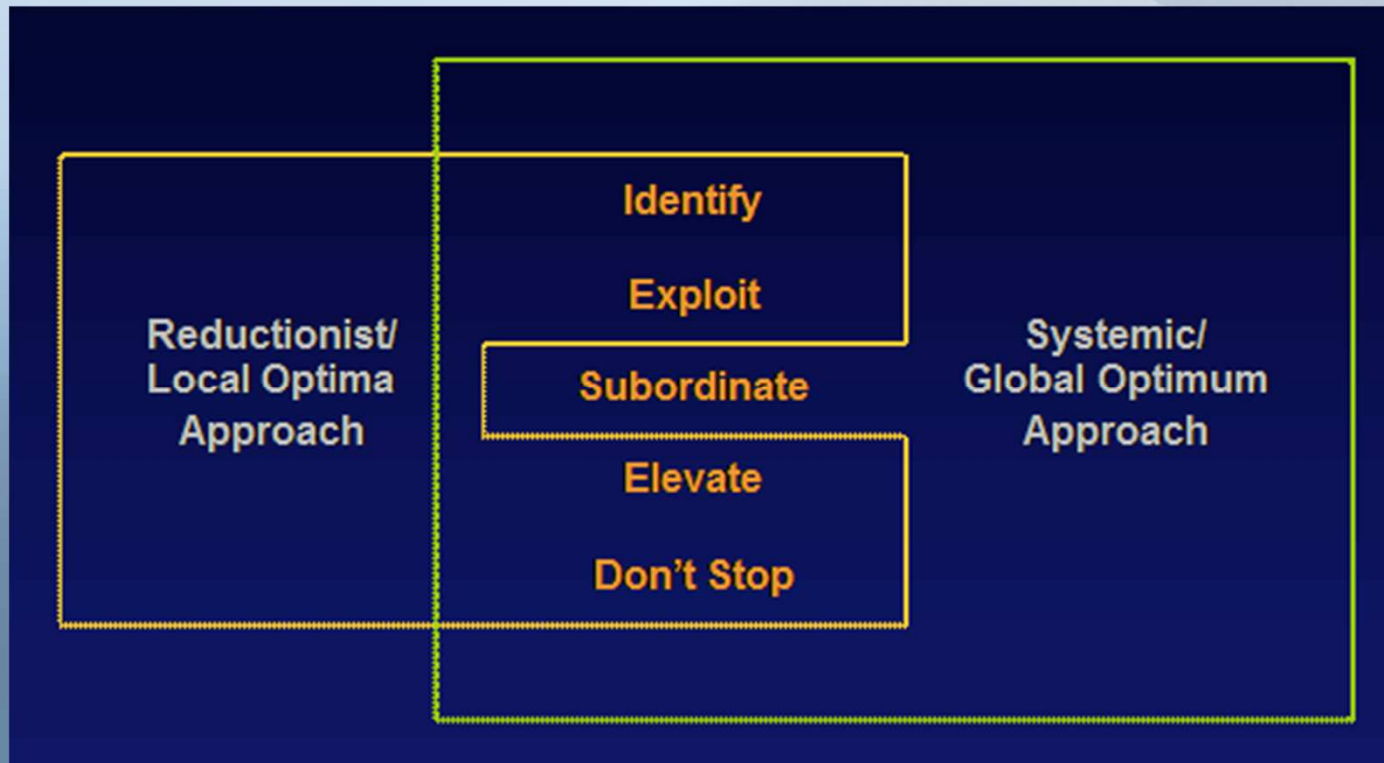 Reductionist/
Local Optima
Approach
Identify
Exploit
Subordinate
Elevate
Don’t Stop
Systemic/
Global Optimum
Approach